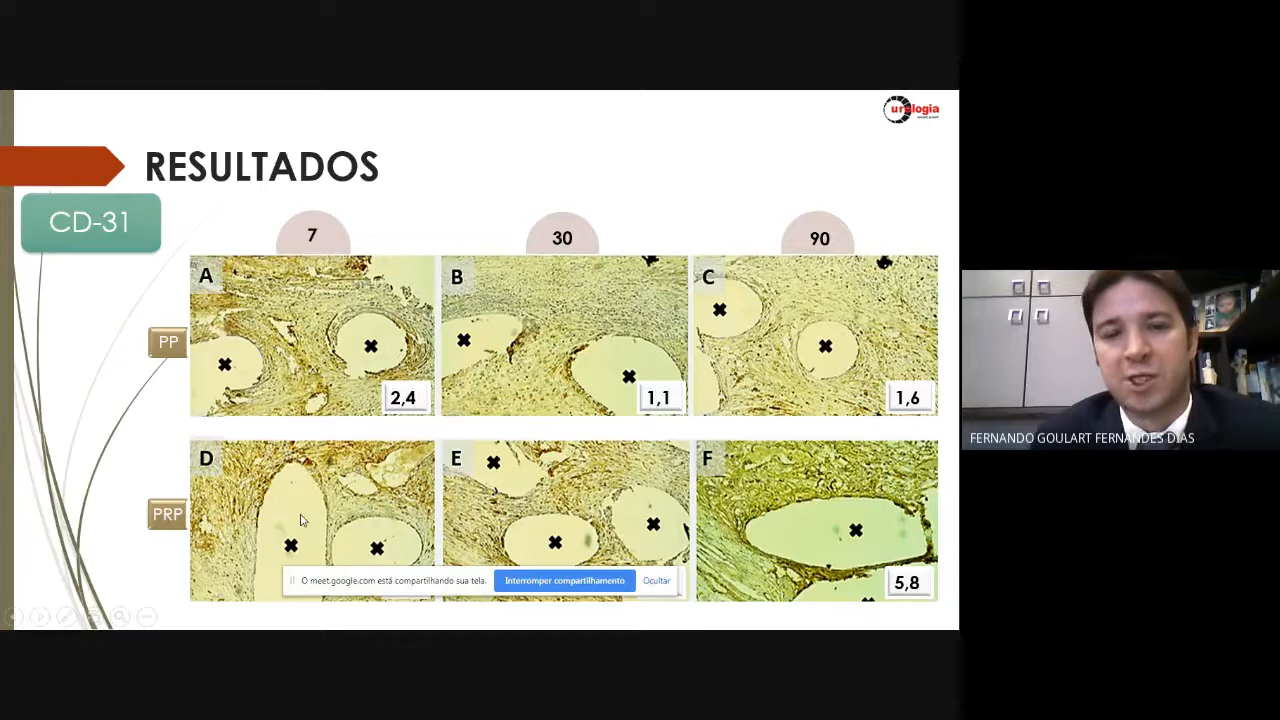 urologia
RESULTADOS
CD-31
7
30
90
A
B
C
PP
2,4
1,1
1,6
D
E
F
PRP
5,8
O meet.google.com está compartilhando sua tela.
Interromper compartilhamento
Ocultar
FERNANDO GOULART FERNANDES DIAS